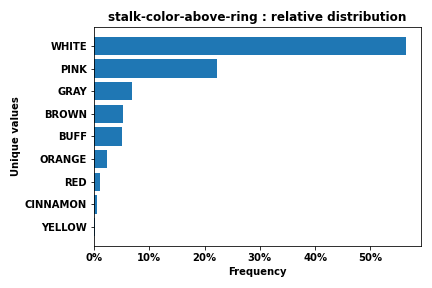 stalk-color-above-ring : relative distribution
Unique values
WHITE
PINK
GRAY
BROWN
BUFF
ORANGE
RED
CINNAMON
YELLOW
0% 10% 20% 30% 40% 50%
Frequency